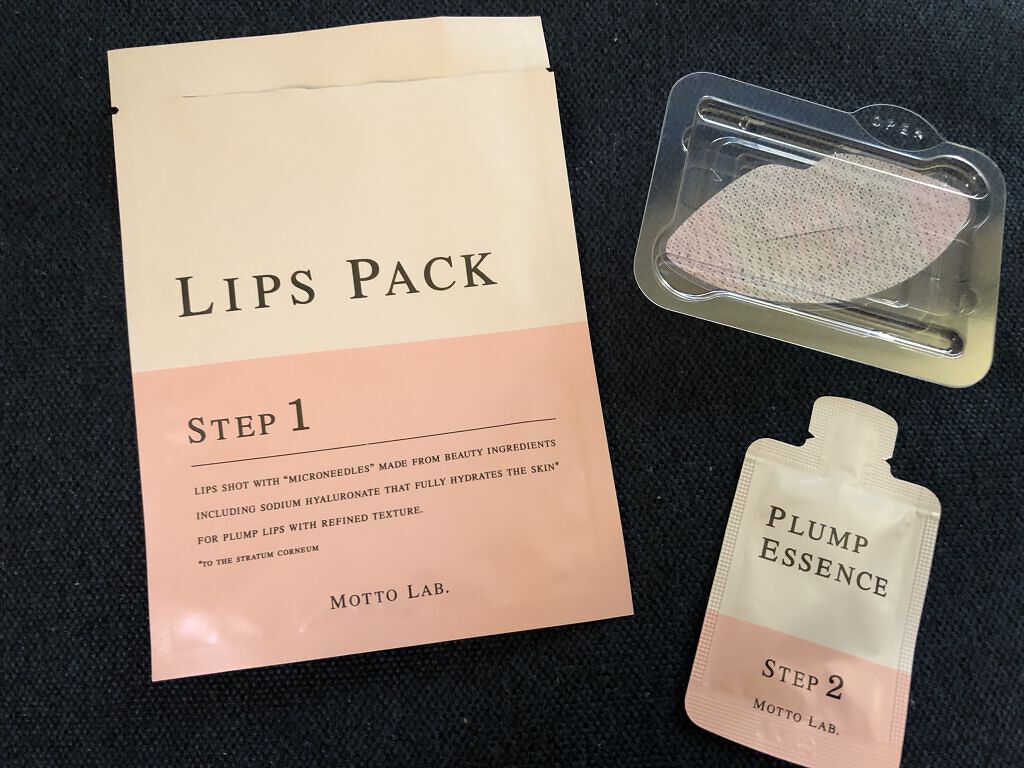 LIPS PACK
STEP 1
LIPS SHOT WITH “MICRONEEDLES” MADE FROM BEAUTY INGREDIENTS
INCLUDING SODIUM HYALURONATE THAT FULLY HYDRATES THE SKIN*
FOR PLUMP LIPS WITH REFINED TEXTURE.
*TO THE STRATUM CORNEUM
MOTTO LAB.
OPEN
PLUMP
ESSENCE
STEP 2
MOTTO LAB.